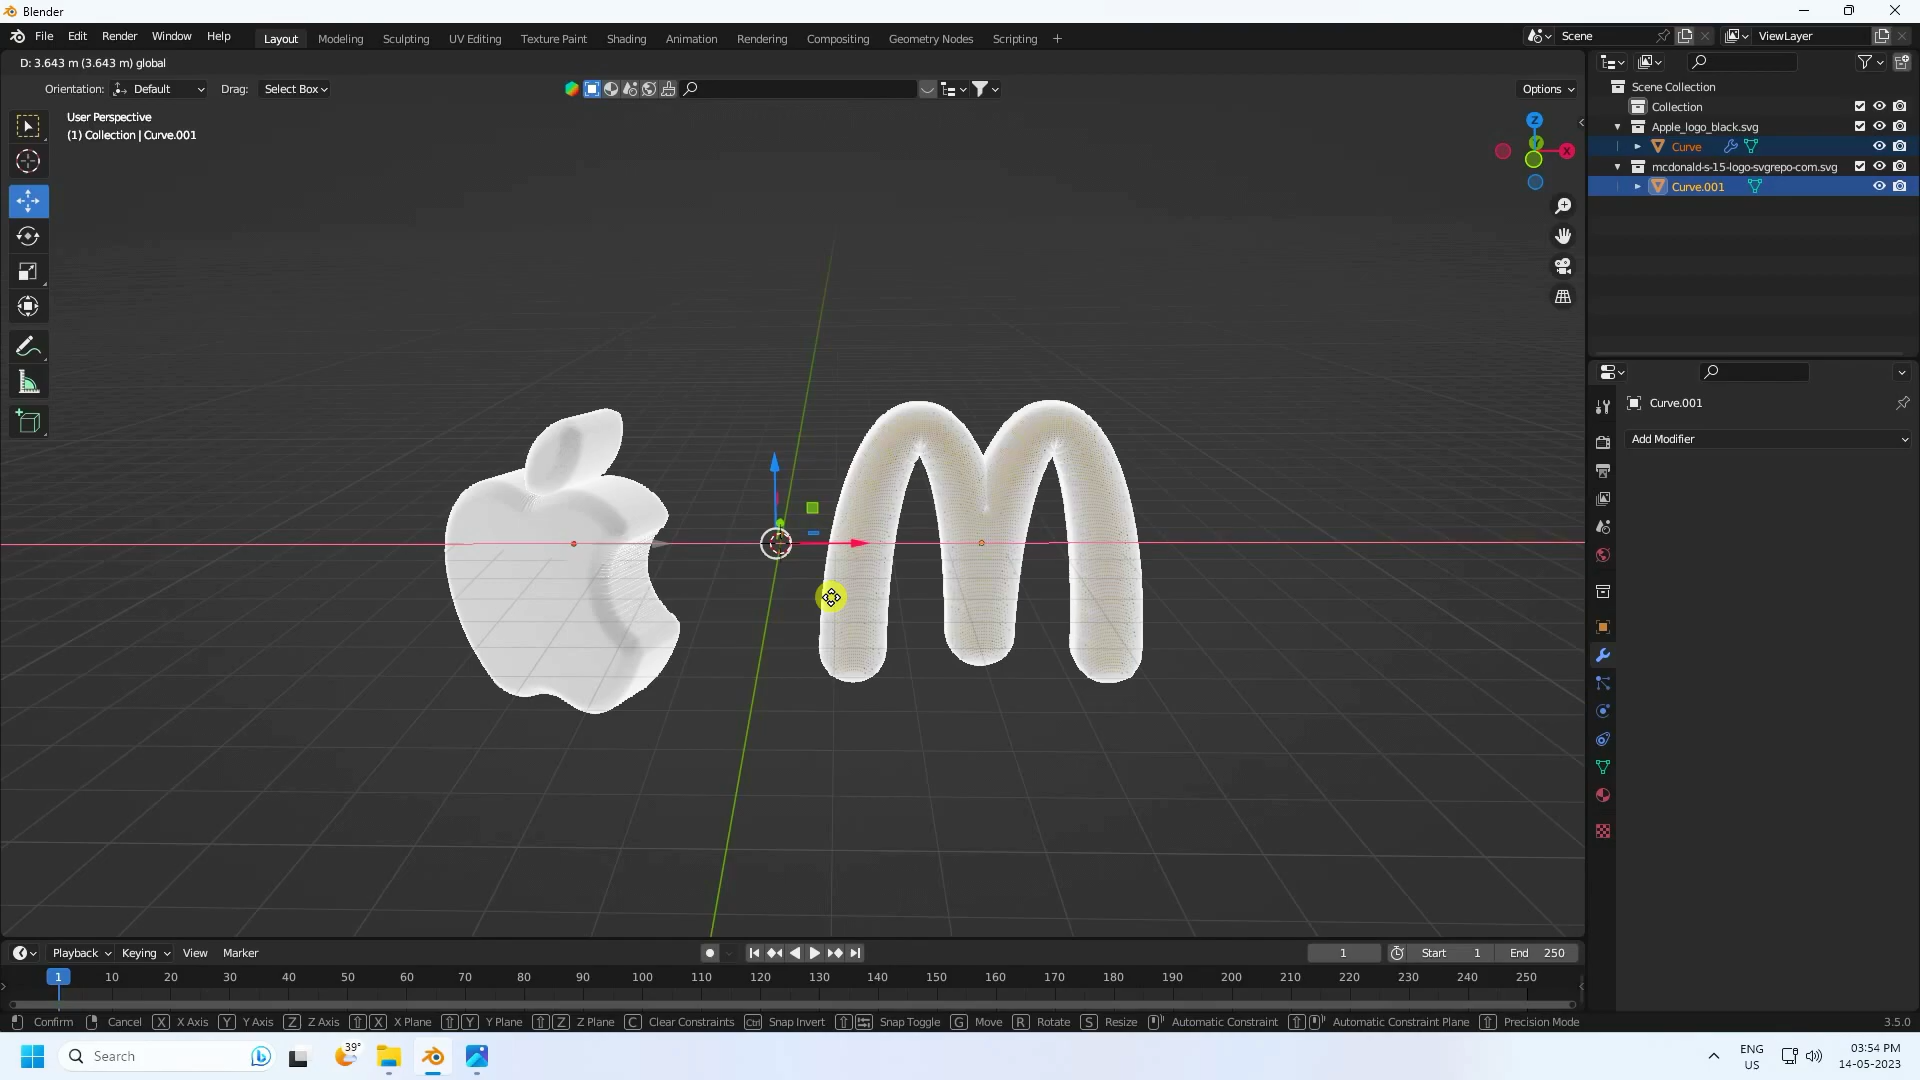 Blender
File Edit Render Window Help Layout Modeling Sculpting UV Editing Texture Paint Shading Animation Rendering Compositing Geometry Nodes Scripting + Scene ViewLayer
D: 3.643 m (3.643 m) global
Orientation: Default Drag: Select Box Options
User Perspective
(1) Collection | Curve.001
Z
Y
X
Scene Collection
Collection
Apple_logo_black.svg
Curve
mcdonald-s-15-logo-svgrepo-com.svg
Curve.001
Curve.001
Add Modifier
Playback Keying View Marker 1 Start 1 End 250
1 10 20 30 40 50 60 70 80 90 100 110 120 130 140 150 160 170 180 190 200 210 220 230 240 250
Confirm Cancel X X Axis Y Y Axis Z Z Axis X X Plane Y Y Plane Z Z Plane C Clear Constraints Ctrl Snap Invert Snap Toggle G Move R Rotate S Resize Automatic Constraint Automatic Constraint Plane Precision Mode 3.5.0
Search 39° ENG US 03:54 PM 14-05-2023